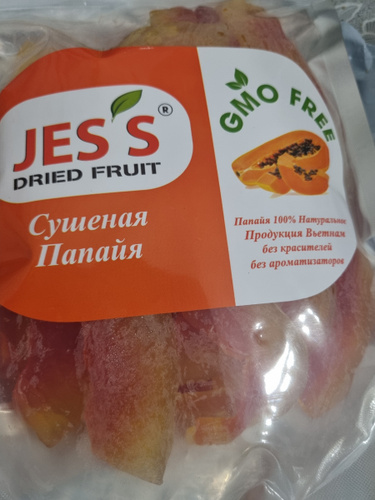 JES'S®
DRIED FRUIT
Сушеная
Папайя
GMO FREE
Папайя 100% Натуральная
Продукция Вьетнам
без красителей
без ароматизаторов